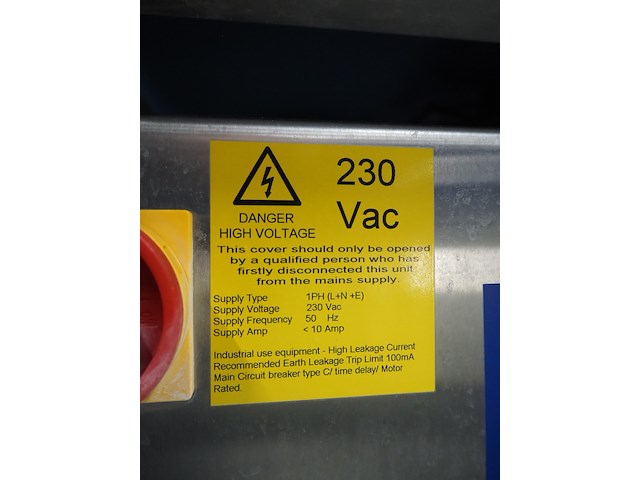 230
Vac
DANGER
HIGH VOLTAGE
This cover should only be opened
by a qualified person who has
firstly disconnected this unit
from the mains supply.
Supply Type 1PH (L+N +E)
Supply Voltage 230 Vac
Supply Frequency 50 Hz
Supply Amp < 10 Amp
Industrial use equipment - High Leakage Current
Recommended Earth Leakage Trip Limit 100mA
Main Circuit breaker type C/ time delay/ Motor
Rated.